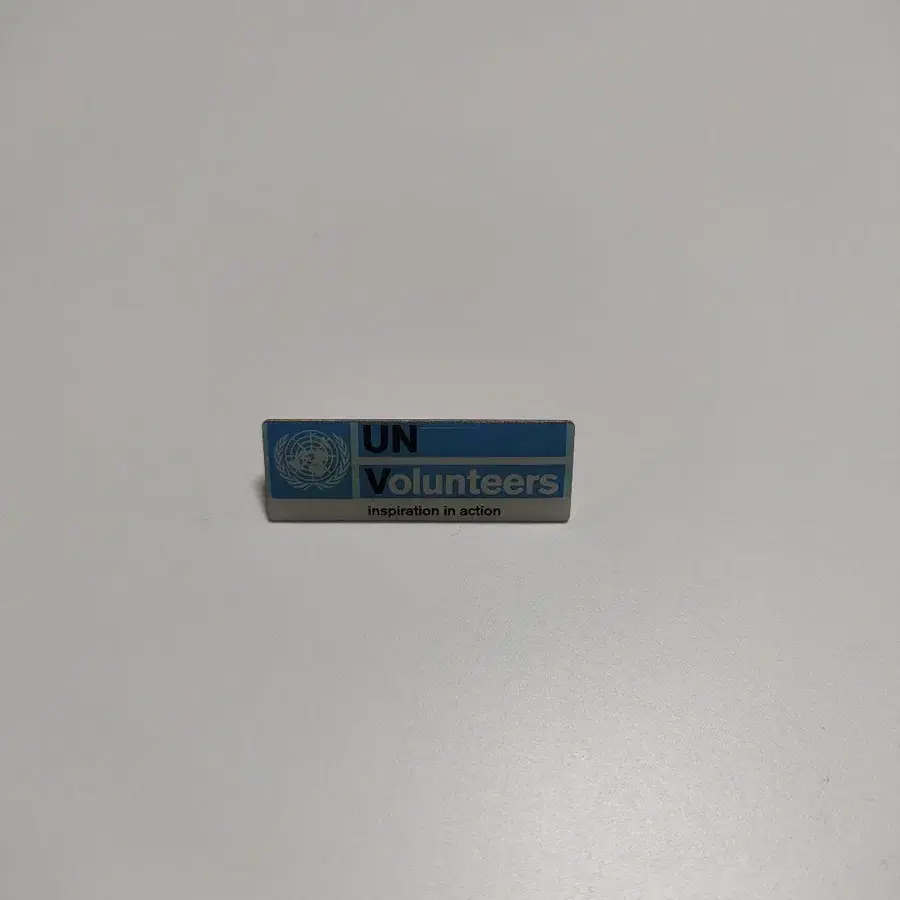 UN
Volunteers
inspiration in action